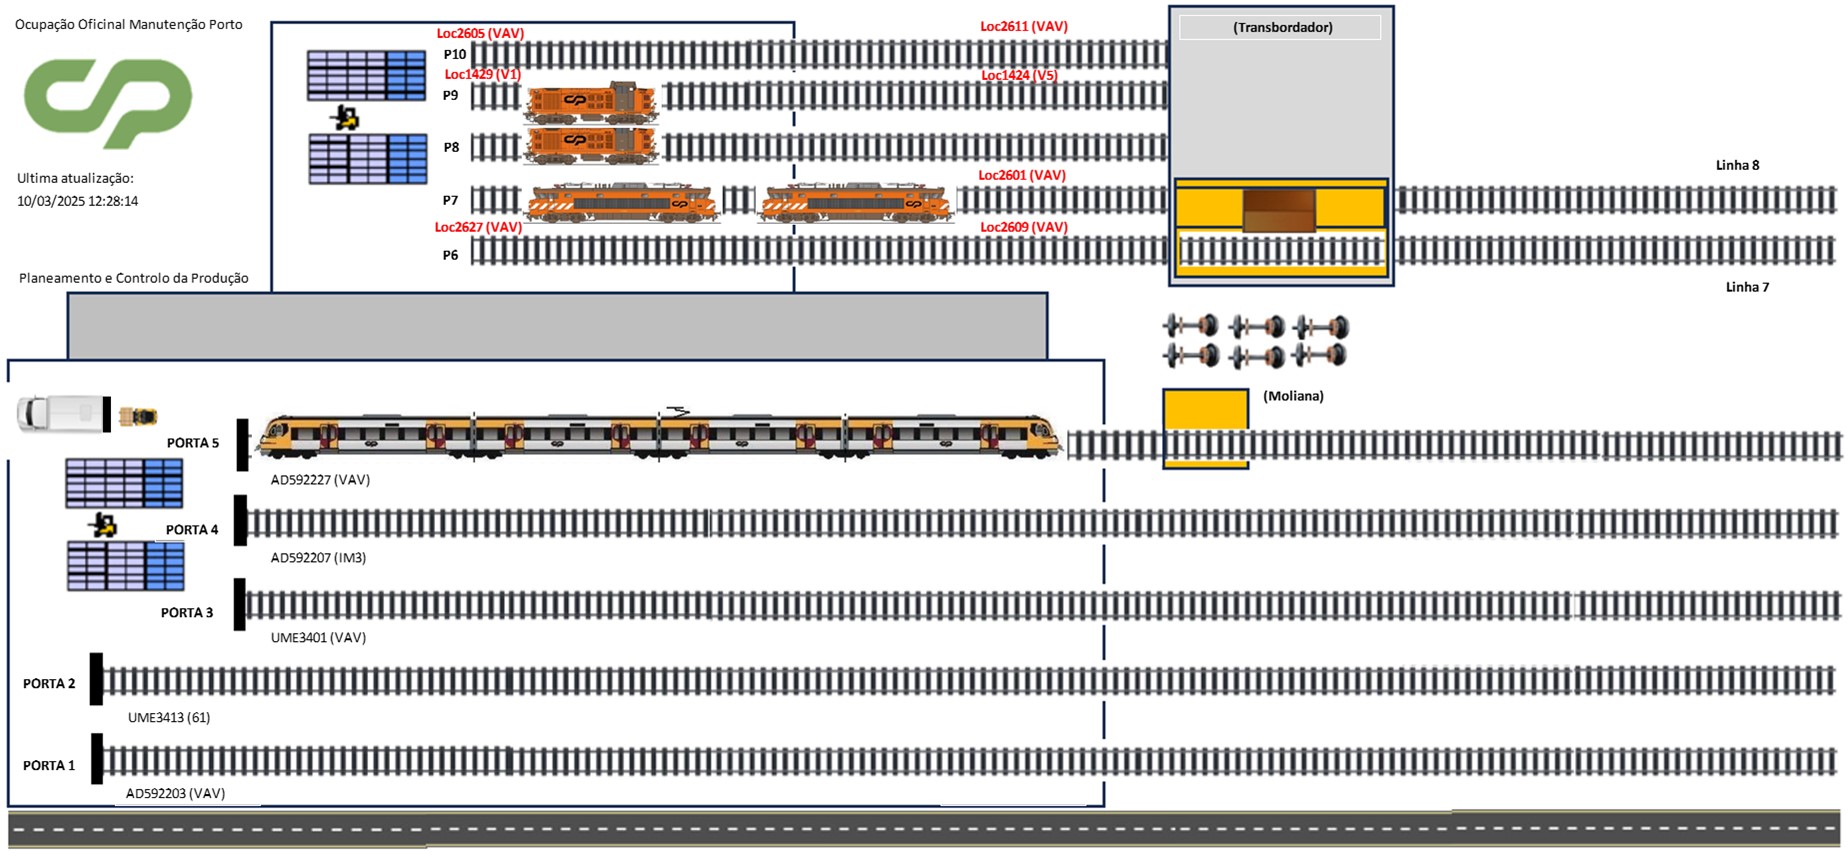 Ocupação Oficinal Manutenção Porto
CP
Ultima atualização:
10/03/2025 12:28:14
Planeamento e Controlo da Produção
Loc2605 (VAV)
Loc2611 (VAV)
(Transbordador)
P10
Loc1429 (V1)
Loc1424 (V5)
P9
P8
Linha 8
Loc2601 (VAV)
P7
Loc2627 (VAV)
Loc2609 (VAV)
P6
Linha 7
(Moliana)
PORTA 5
AD592227 (VAV)
PORTA 4
AD592207 (IM3)
PORTA 3
UME3401 (VAV)
PORTA 2
UME3413 (61)
PORTA 1
AD592203 (VAV)